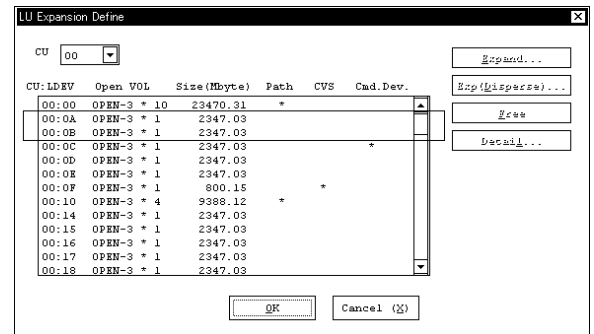 LU Expansion Define
CU 00
Expand...
CU:LDEV Open VOL Size(Mbyte) Path CVS Cmd.Dev.
Exp(Disperse)...
00:00 OPEN-3 * 10 23470.31 *
00:0A OPEN-3 * 1 2347.03
Free
00:0B OPEN-3 * 1 2347.03
00:0C OPEN-3 * 1 2347.03 *
Detail...
00:0D OPEN-3 * 1 2347.03
00:0E OPEN-3 * 1 2347.03
00:0F OPEN-3 * 1 800.15 *
00:10 OPEN-3 * 4 9388.12 *
00:14 OPEN-3 * 1 2347.03
00:15 OPEN-3 * 1 2347.03
00:16 OPEN-3 * 1 2347.03
00:17 OPEN-3 * 1 2347.03
00:18 OPEN-3 * 1 2347.03
OK Cancel (X)